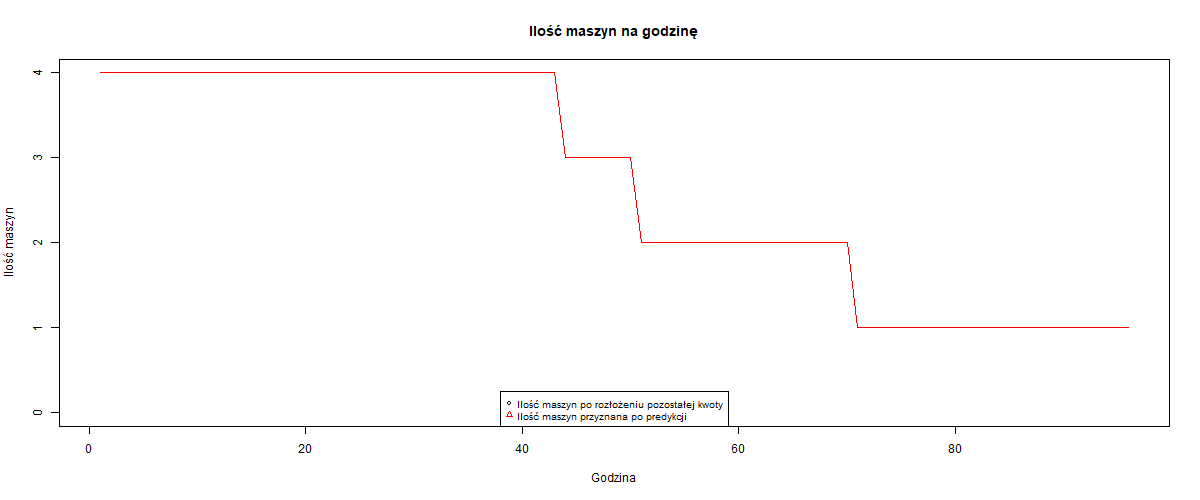 Ilość maszyn na godzinę
Ilość maszyn
4
3
2
1
0
Ilość maszyn po rozłożeniu pozostałej kwoty
Ilość maszyn przyznana po predykcji
0 20 40 60 80
Godzina